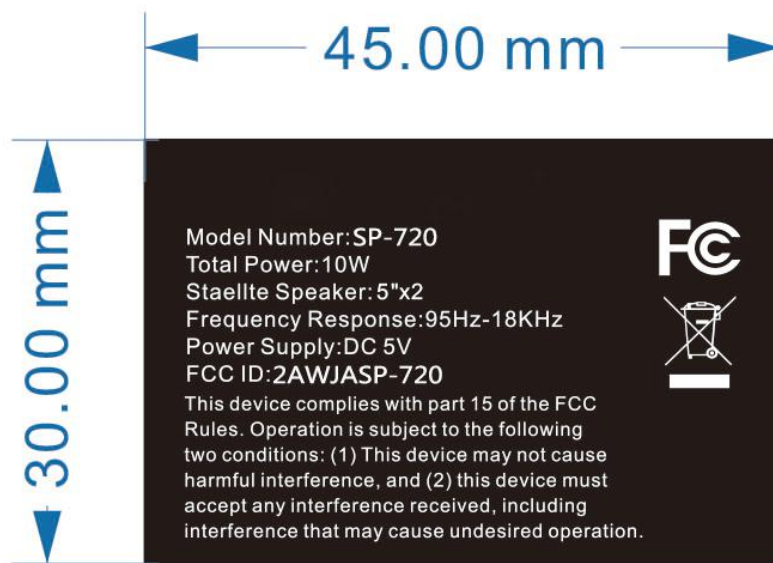 45.00 mm
30.00 mm
Model Number:SP-720
Total Power:10W
Staellte Speaker:5"x2
Frequency Response:95Hz-18KHz
Power Supply:DC 5V
FCC ID:2AWJASP-720
This device complies with part 15 of the FCC
Rules. Operation is subject to the following
two conditions: (1) This device may not cause
harmful interference, and (2) this device must
accept any interference received, including
interference that may cause undesired operation.
FC